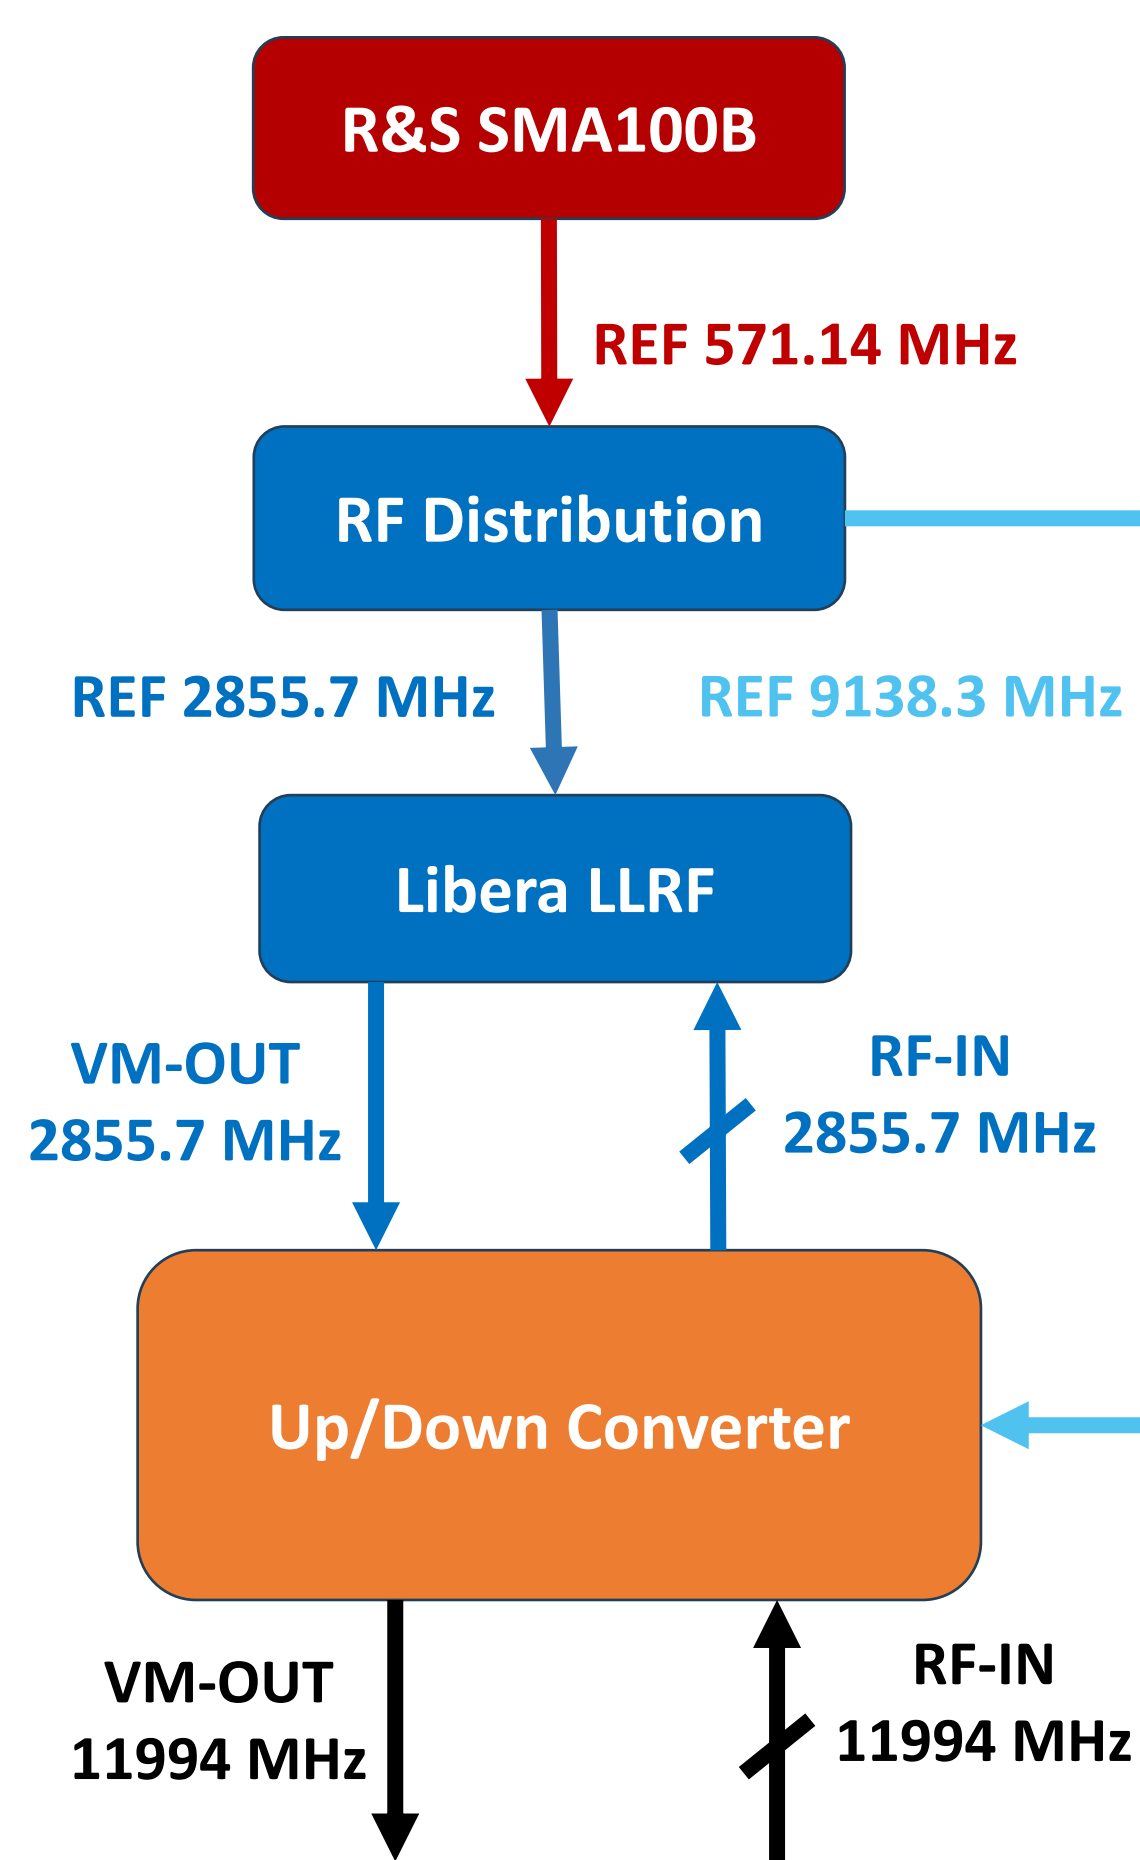 R&S SMA100B
REF 571.14 MHz
RF Distribution
REF 2855.7 MHz
REF 9138.3 MHz
Libera LLRF
VM-OUT
2855.7 MHz
RF-IN
2855.7 MHz
Up/Down Converter
VM-OUT
11994 MHz
RF-IN
11994 MHz